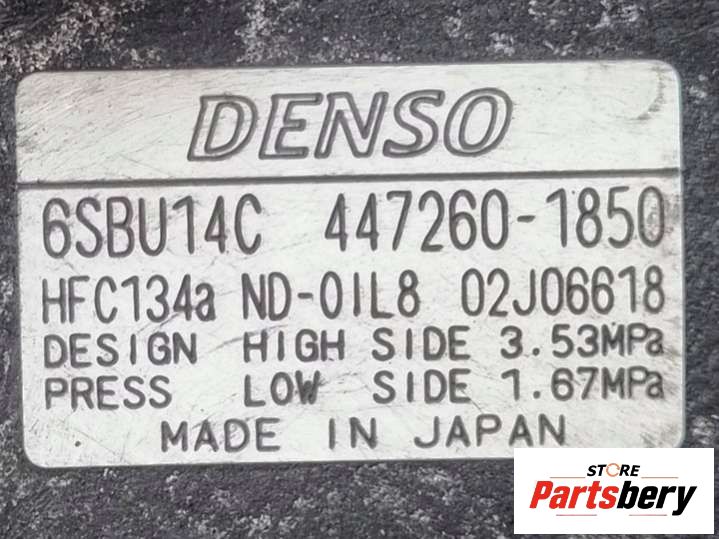 DENSO
6SBU14C 447260-1850
HFC134a ND-OIL8 02J06618
DESIGN HIGH SIDE 3.53MPa
PRESS LOW SIDE 1.67MPa
MADE IN JAPAN
STORE
Partsbery